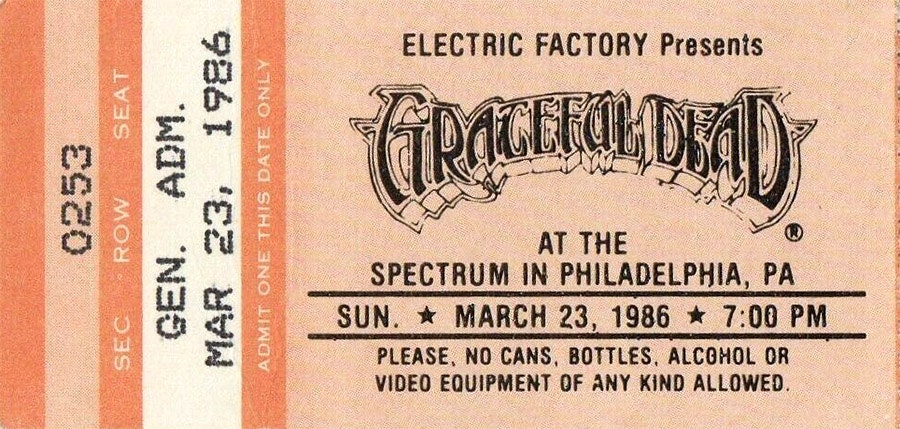 0253
SEC ROW SEAT
GEN. ADM.
MAR 23, 1986
ADMIT ONE THIS DATE ONLY
ELECTRIC FACTORY Presents
GRATEFUL DEAD
®
AT THE
SPECTRUM IN PHILADELPHIA, PA
SUN. ★ MARCH 23, 1986 ★ 7:00 PM
PLEASE, NO CANS, BOTTLES, ALCOHOL OR
VIDEO EQUIPMENT OF ANY KIND ALLOWED.